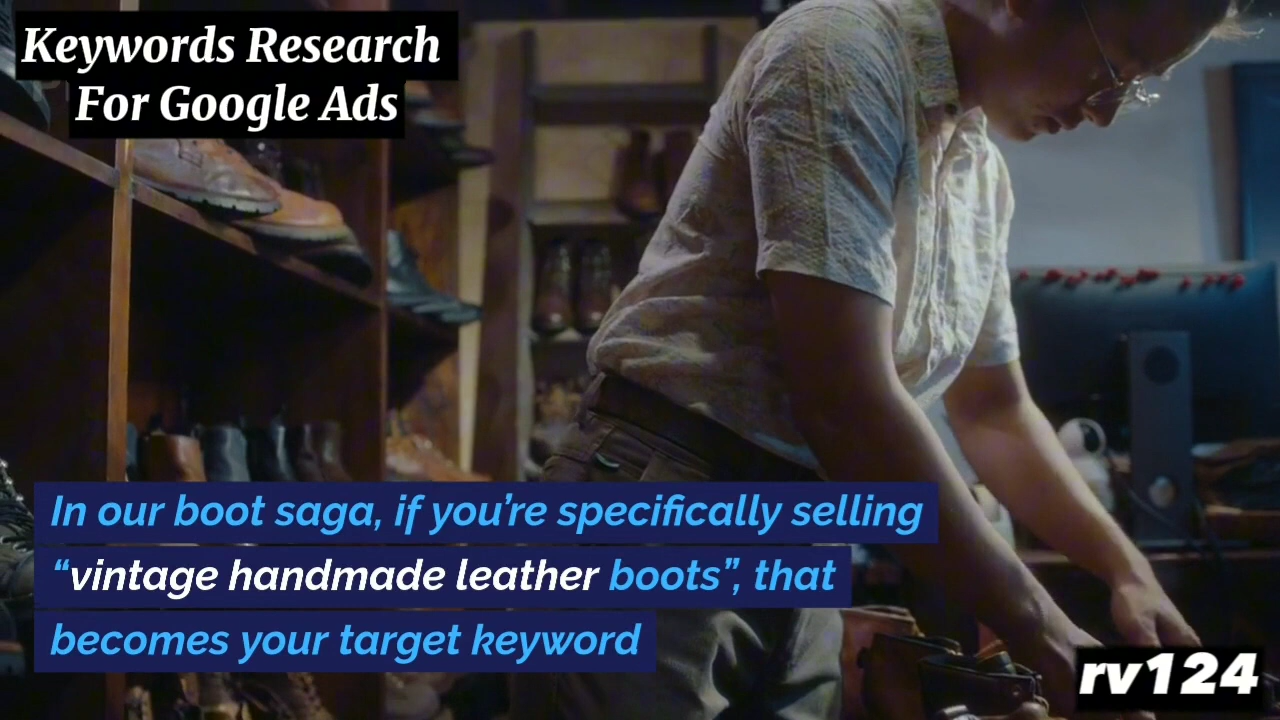 Keywords Research
For Google Ads
In our boot saga, if you’re specifically selling
“vintage handmade leather boots”, that
becomes your target keyword
rv124